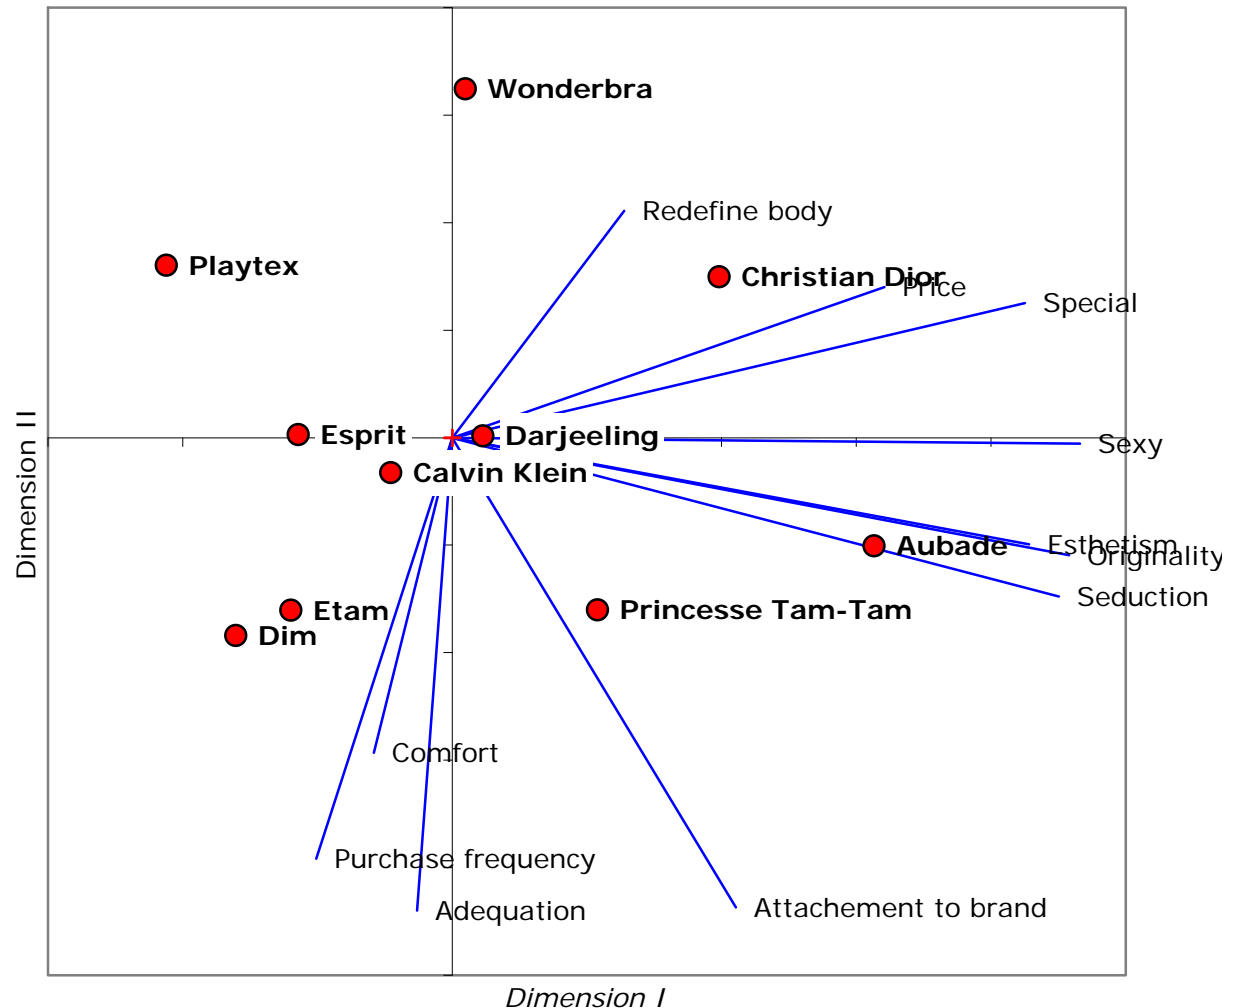 Wonderbra
Redefine body
Playtex
Christian Dior
Price
Special
Dimension II
Esprit
Darjeeling
Sexy
Calvin Klein
Aubade
Esthetism
Originality
Seduction
Etam
Princesse Tam-Tam
Dim
Comfort
Purchase frequency
Adequation
Attachement to brand
Dimension I